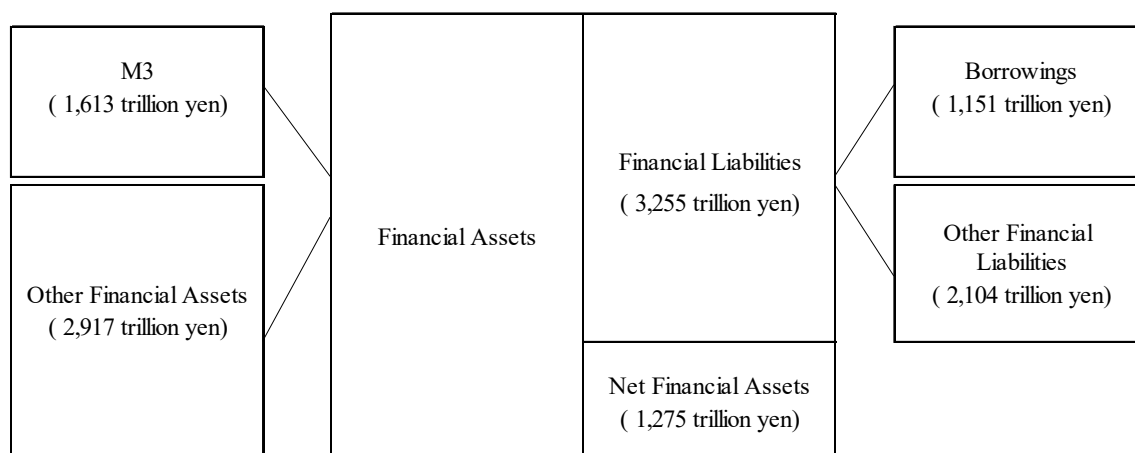 M3
( 1,613 trillion yen)
Other Financial Assets
( 2,917 trillion yen)
Financial Assets
Financial Liabilities
( 3,255 trillion yen)
Net Financial Assets
( 1,275 trillion yen)
Borrowings
( 1,151 trillion yen)
Other Financial
Liabilities
( 2,104 trillion yen)